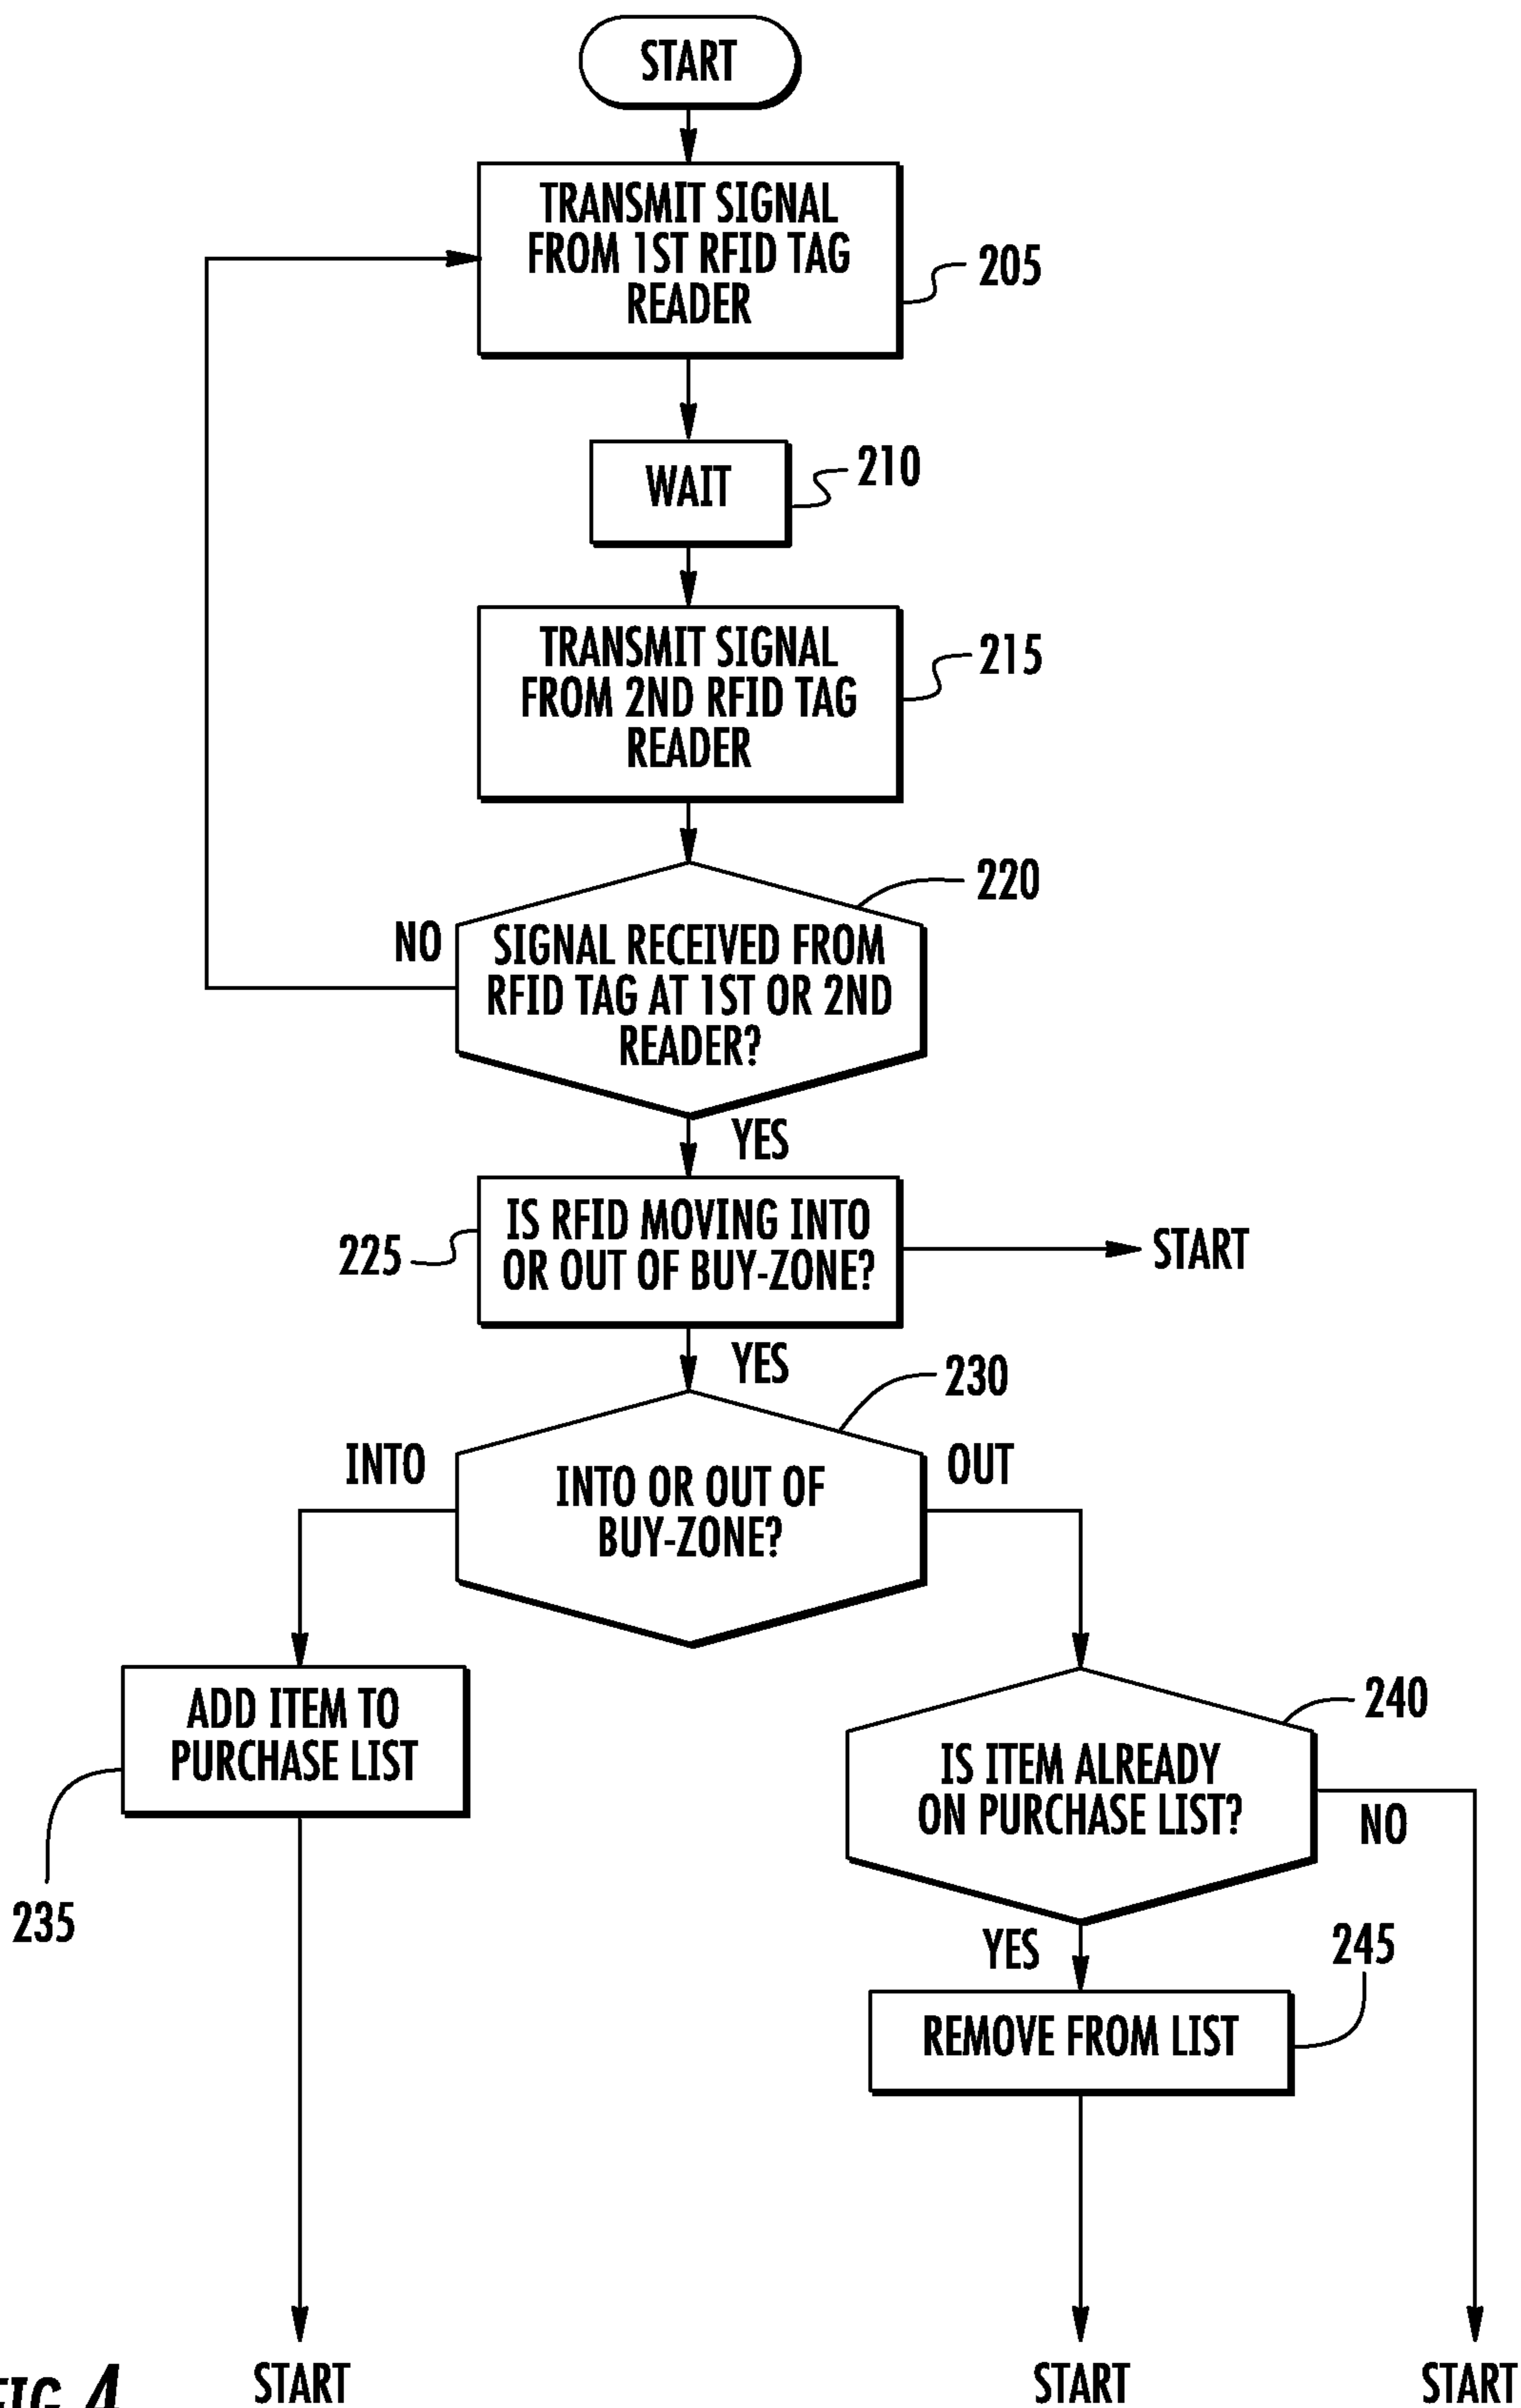 START
TRANSMIT SIGNAL
FROM 1ST RFID TAG
READER
205
WAIT
210
TRANSMIT SIGNAL
FROM 2ND RFID TAG
READER
215
220
NO
SIGNAL RECEIVED FROM
RFID TAG AT 1ST OR 2ND
READER?
YES
225
IS RFID MOVING INTO
OR OUT OF BUY-ZONE?
START
YES
230
INTO
OUT
INTO OR OUT OF
BUY-ZONE?
ADD ITEM TO
PURCHASE LIST
235
240
IS ITEM ALREADY
ON PURCHASE LIST?
NO
YES
245
REMOVE FROM LIST
START
START
START
FIG. 4